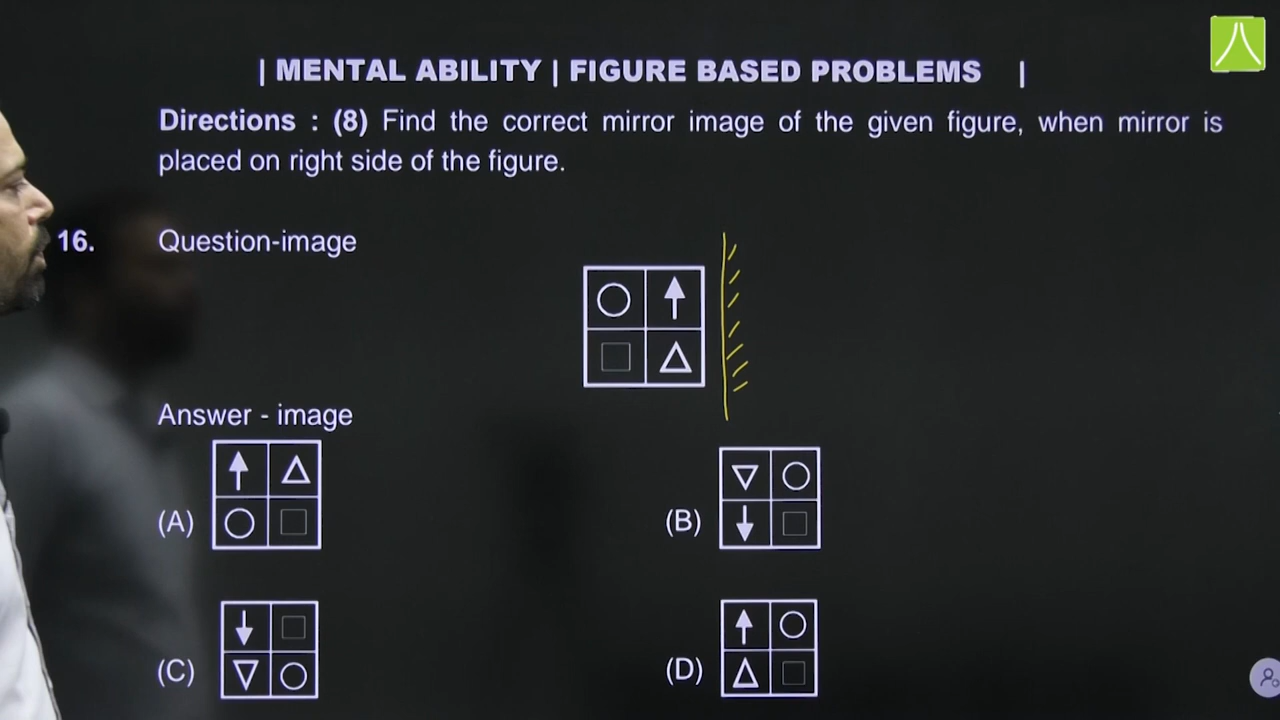 | MENTAL ABILITY | FIGURE BASED PROBLEMS |
Directions : (8) Find the correct mirror image of the given figure, when mirror is
placed on right side of the figure.
16. Question-image
Answer - image
(A)
(B)
(C)
(D)